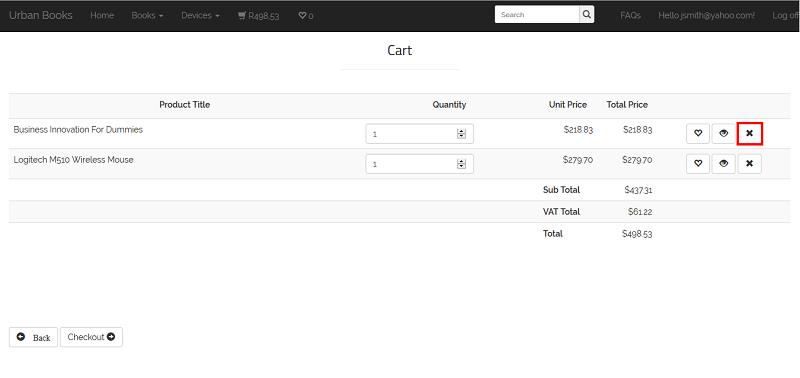 Urban Books Home Books Devices R498.53 0 Search FAQs Hello jsmith@yahoo.com! Log off
Cart
Product Title Quantity Unit Price Total Price
Business Innovation For Dummies 1 $218.83 $218.83
Logitech M510 Wireless Mouse 1 $279.70 $279.70
Sub Total $437.31
VAT Total $61.22
Total $498.53
Back Checkout